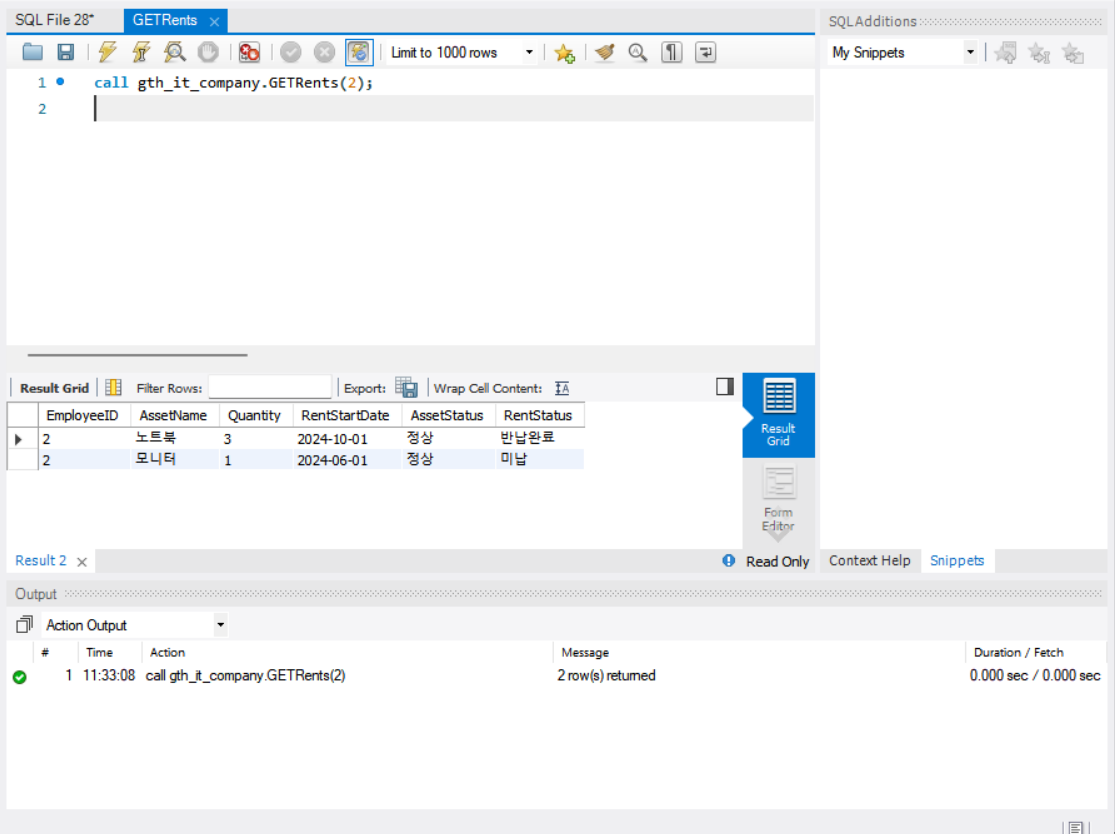 SQL File 28* GETRents × SQLAdditions
Limit to 1000 rows My Snippets
1 call gth_it_company.GETRents(2);
2
Result Grid Filter Rows: Export: Wrap Cell Content:
EmployeeID AssetName Quantity RentStartDate AssetStatus RentStatus
2 노트북 3 2024-10-01 정상 반납완료
2 모니터 1 2024-06-01 정상 미납
Result
Grid
Form
Editor
Result 2 × Read Only Context Help Snippets
Output
Action Output
# Time Action Message Duration / Fetch
1 11:33:08 call gth_it_company.GETRents(2) 2 row(s) returned 0.000 sec / 0.000 sec